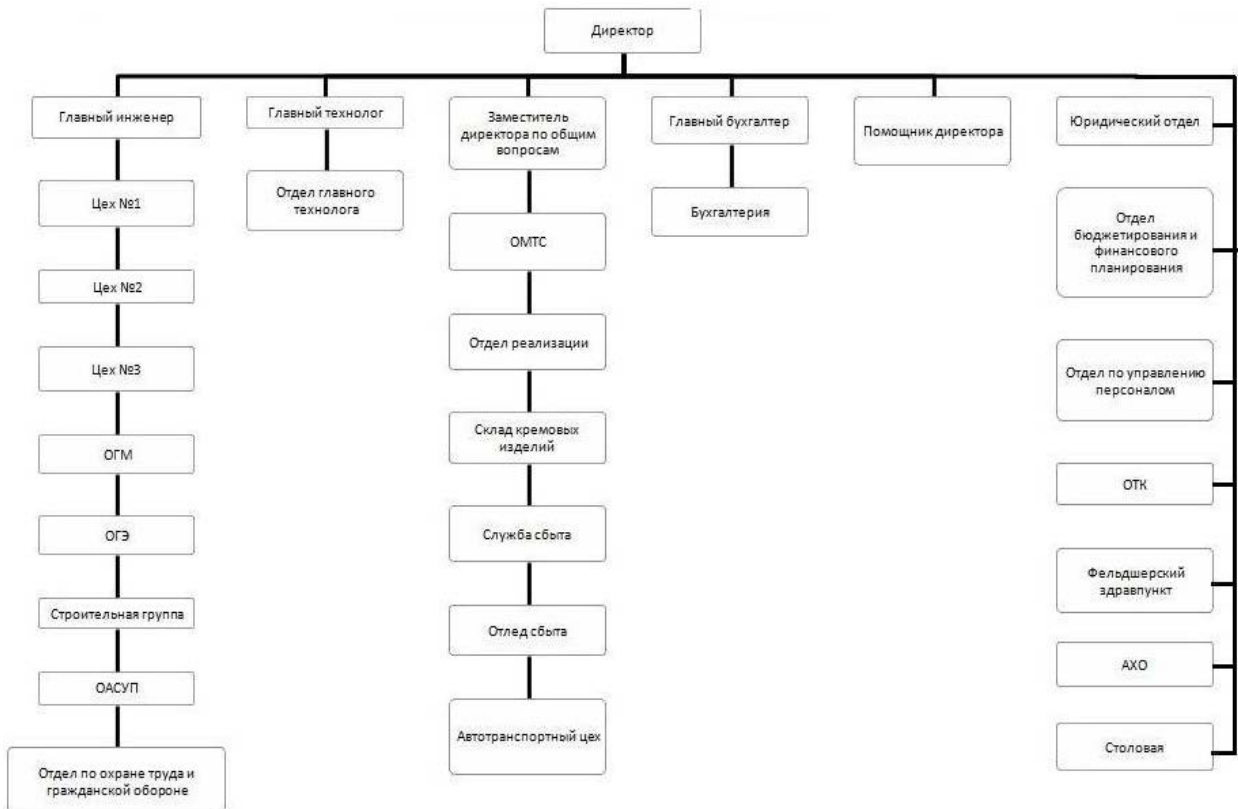 Директор
Главный инженер
Цех №1
Цех №2
Цех №3
ОГМ
ОГЭ
Строительная группа
ОАСУП
Отдел по охране труда и
гражданской обороне
Главный технолог
Отдел главного
технолога
Заместитель
директора по общим
вопросам
ОМТС
Отдел реализации
Склад кремовых
изделий
Служба сбыта
Отлед сбыта
Автотранспортный цех
Главный бухгалтер
Бухгалтерия
Помощник директора
Юридический отдел
Отдел
бюджетирования и
финансового
планирования
Отдел по управлению
персоналом
ОТК
Фельдшерский
здравпункт
АХО
Столовая